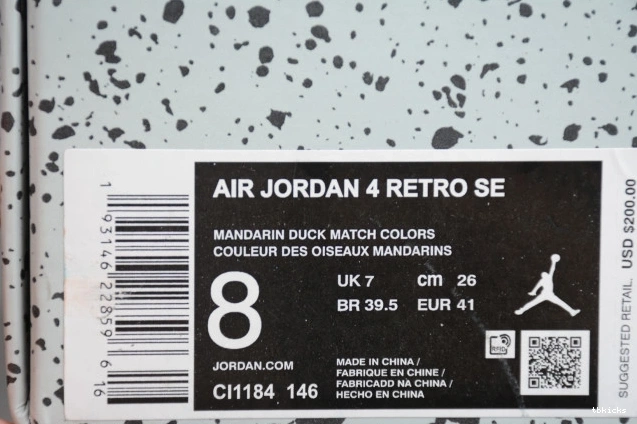 AIR JORDAN 4 RETRO SE
MANDARIN DUCK MATCH COLORS
COULEUR DES OISEAUX MANDARINS
8
UK 7 cm 26
BR 39.5 EUR 41
JORDAN.COM
CI1184 146
MADE IN CHINA /
FABRIQUE EN CHINE /
FABRICADD NA CHINA /
HECHO EN CHINA
RFID
1 93146 22859 6 16
SUGGESTED RETAIL. USD $200.00
tbkicks